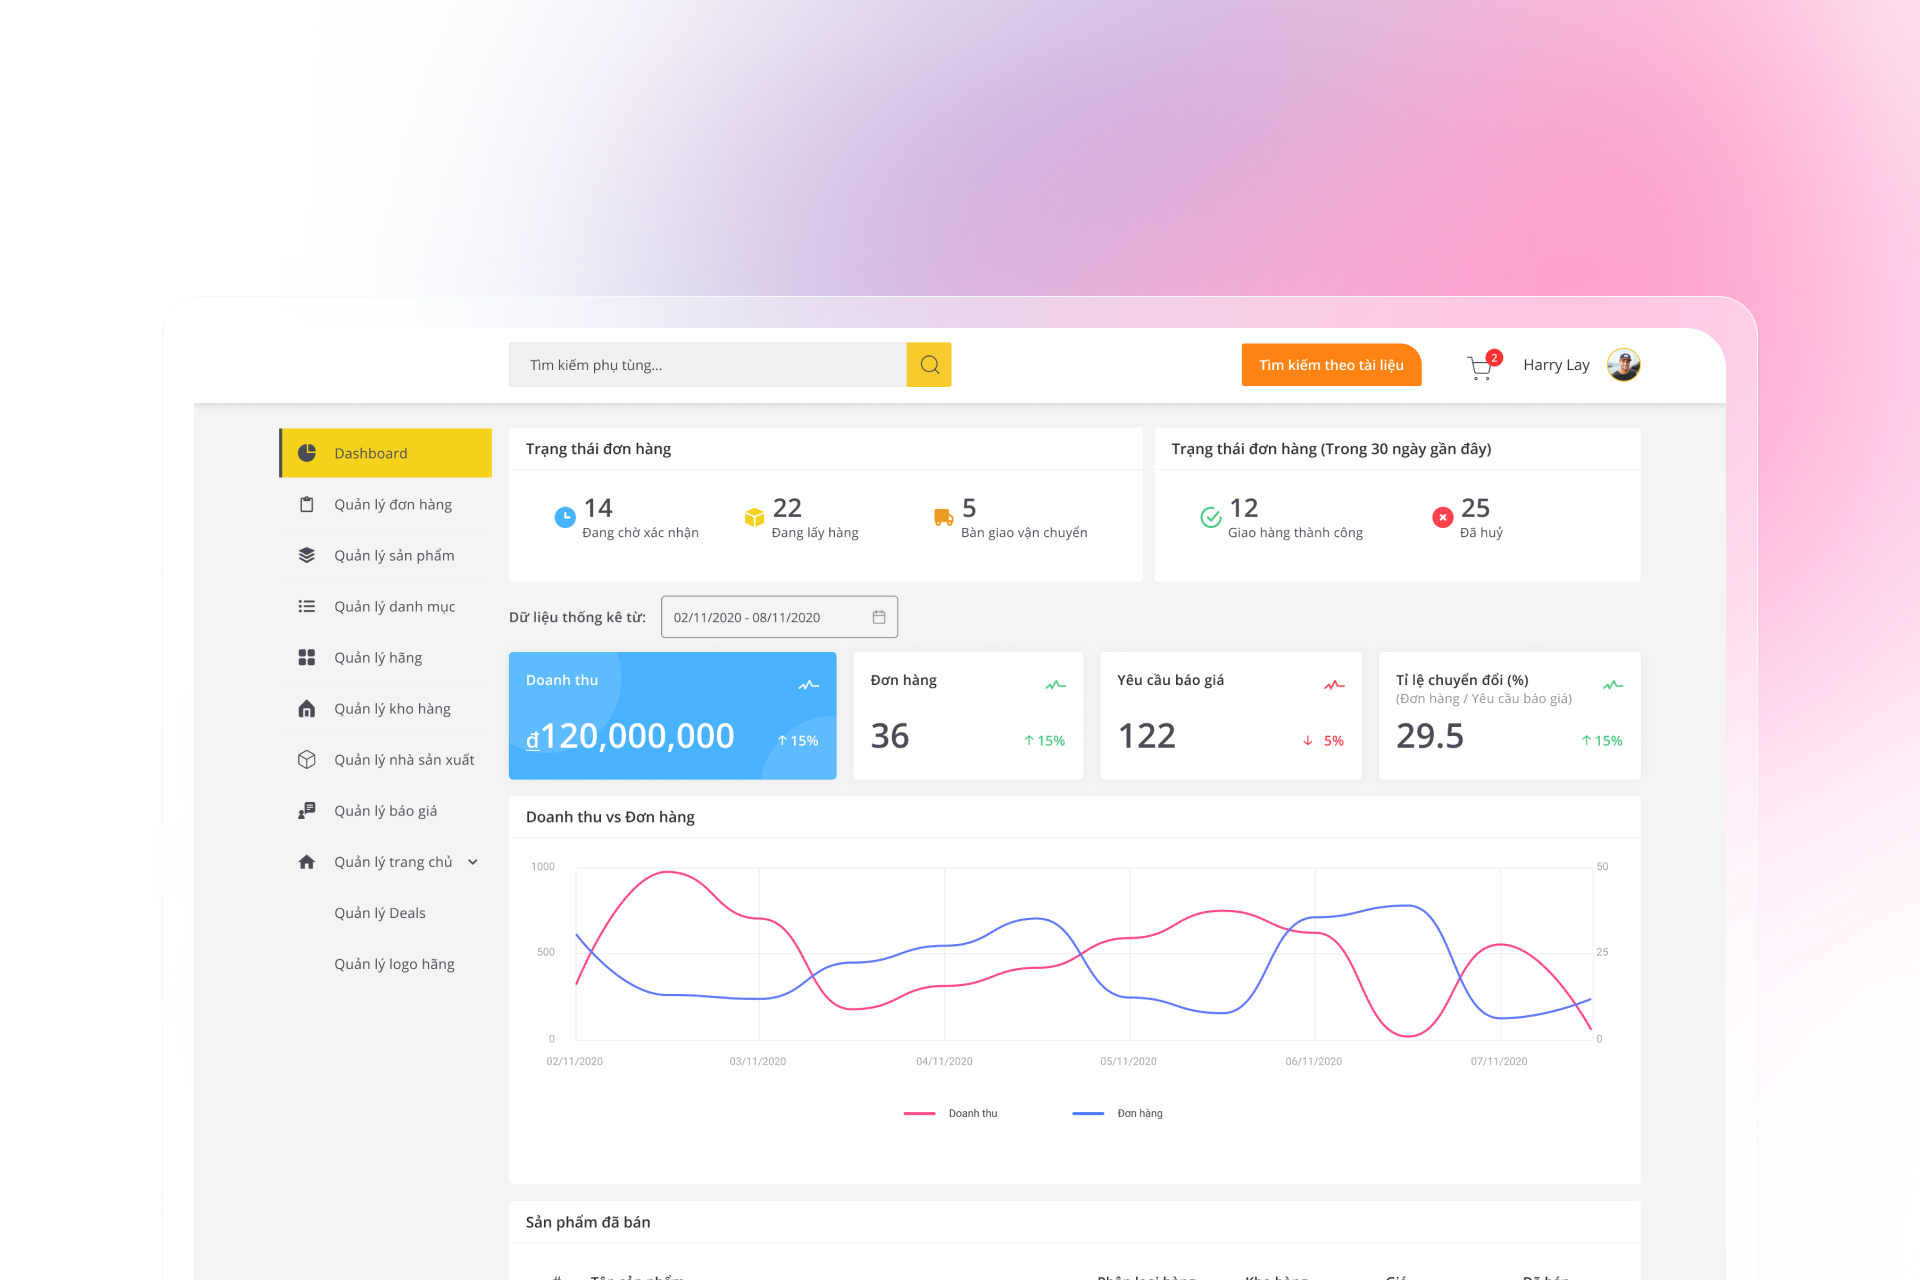 Tìm kiếm phụ tùng...
Tìm kiếm theo tài liệu
2
Harry Lay
Dashboard
Quản lý đơn hàng
Quản lý sản phẩm
Quản lý danh mục
Quản lý hãng
Quản lý kho hàng
Quản lý nhà sản xuất
Quản lý báo giá
Quản lý trang chủ
Quản lý Deals
Quản lý logo hãng
Trạng thái đơn hàng
14
Đang chờ xác nhận
22
Đang lấy hàng
5
Bàn giao vận chuyển
Trạng thái đơn hàng (Trong 30 ngày gần đây)
12
Giao hàng thành công
25
Đã huỷ
Dữ liệu thống kê từ:
02/11/2020 - 08/11/2020
Doanh thu
₫120,000,000
↑ 15%
Đơn hàng
36
↑ 15%
Yêu cầu báo giá
122
↓ 5%
Tỉ lệ chuyển đổi (%)
(Đơn hàng / Yêu cầu báo giá)
29.5
↑ 15%
Doanh thu vs Đơn hàng
1000
500
0
50
25
0
02/11/2020
03/11/2020
04/11/2020
05/11/2020
06/11/2020
07/11/2020
Doanh thu
Đơn hàng
Sản phẩm đã bán